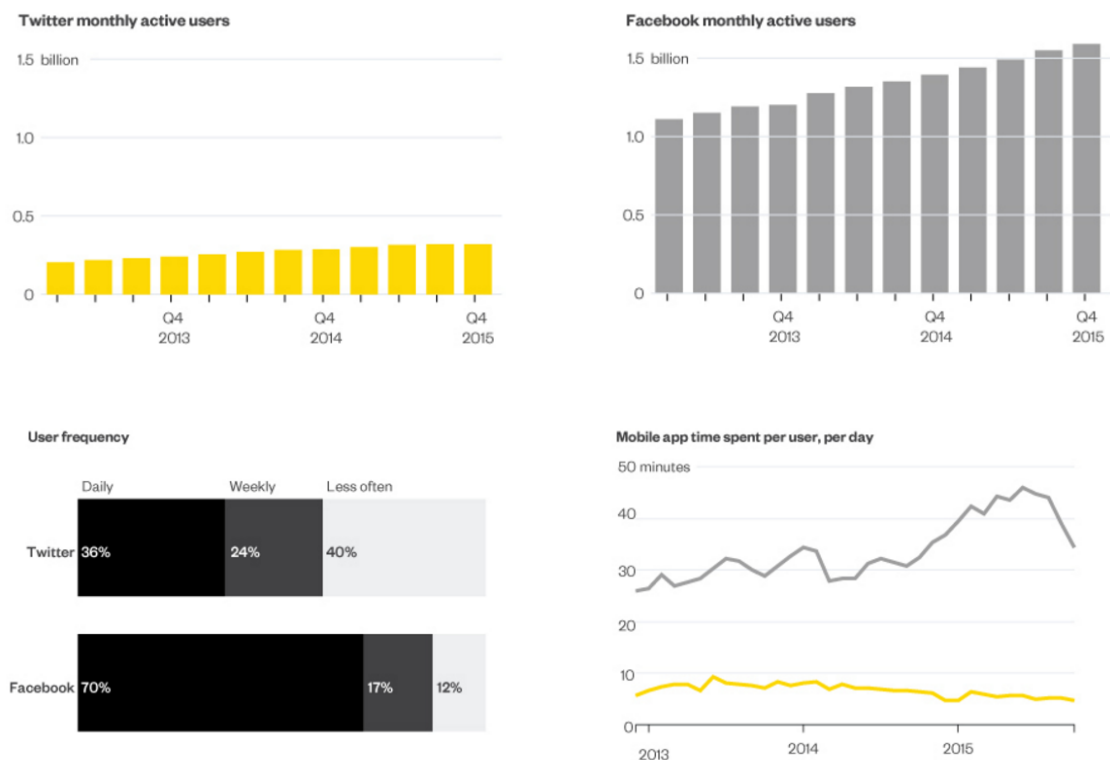 Twitter monthly active users
1.5 billion
1.0
0.5
0
Q4
2013
Q4
2014
Q4
2015
Facebook monthly active users
1.5 billion
1.0
0.5
0
Q4
2013
Q4
2014
Q4
2015
User frequency
Daily Weekly Less often
Twitter 36% 24% 40%
Facebook 70% 17% 12%
Mobile app time spent per user, per day
50 minutes
40
30
20
10
0
2013 2014 2015